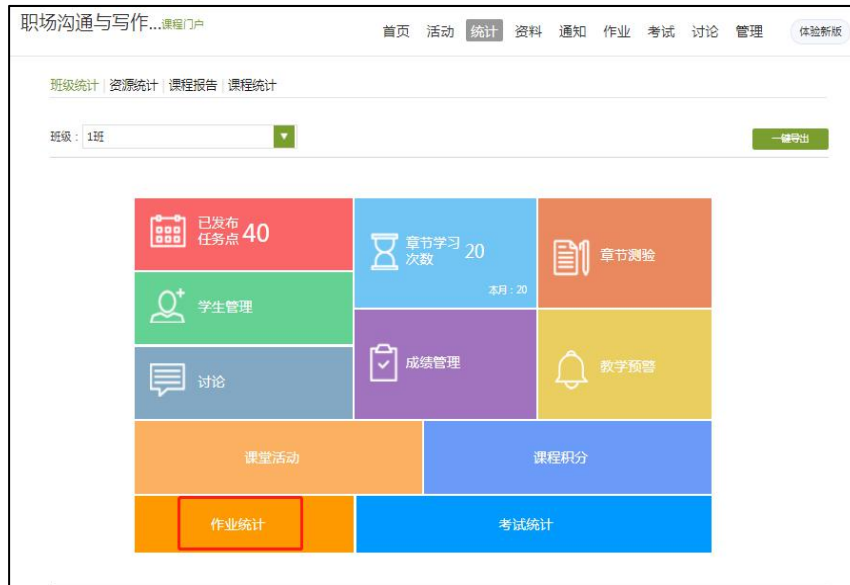 职场沟通与写作...课程门户
首页 活动 统计 资料 通知 作业 考试 讨论 管理 体验新版
班级统计 资源统计 课程报告 课程统计
班级： 1班
一键导出
已发布
任务点 40
章节学习
次数 20
本月：20
章节测验
学生管理
成绩管理
教学预警
讨论
课堂活动
课程积分
作业统计
考试统计